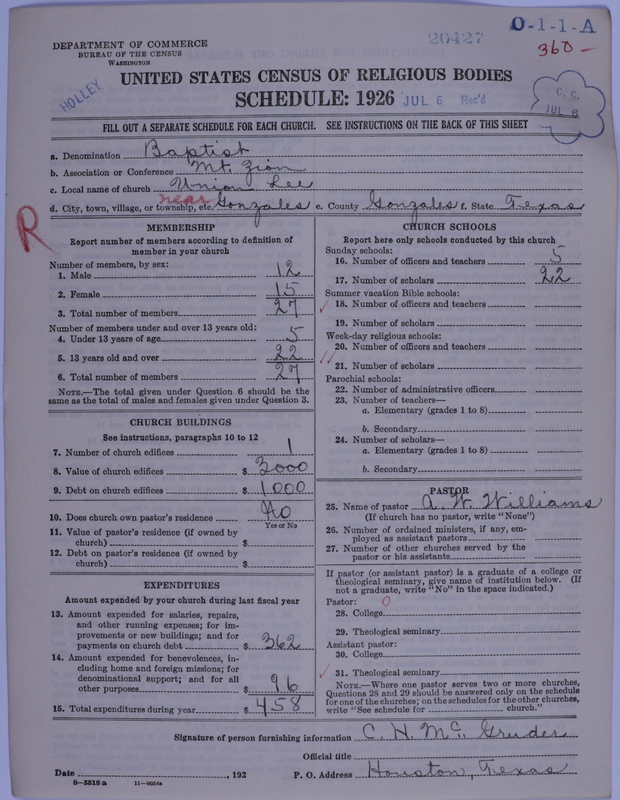 O-1-1-A
DEPARTMENT OF COMMERCE 20427
BUREAU OF THE CENSUS 360 —
WASHINGTON
HOLLEY
UNITED STATES CENSUS OF RELIGIOUS BODIES
SCHEDULE: 1926 JUL 6 Rec'd
C. C.
JUL 8
FILL OUT A SEPARATE SCHEDULE FOR EACH CHURCH. SEE INSTRUCTIONS ON THE BACK OF THIS SHEET
a. Denomination Baptist
b. Association or Conference Mt. Zion
c. Local name of church Union Lee
d. City, town, village, or township, etc. near Gonzales e. County Gonzales f. State Texas
R
MEMBERSHIP
Report number of members according to definition of
member in your church
Number of members, by sex:
1. Male 12
2. Female 15
3. Total number of members 27
Number of members under and over 13 years old:
4. Under 13 years of age 5
5. 13 years old and over 22
6. Total number of members 27
NOTE.—The total given under Question 6 should be the
same as the total of males and females given under Question 3.
CHURCH BUILDINGS
See instructions, paragraphs 10 to 12
7. Number of church edifices 1
8. Value of church edifices $ 3000
9. Debt on church edifices $ 1000
10. Does church own pastor's residence No
Yes or No
11. Value of pastor's residence (if owned by
church) $
12. Debt on pastor's residence (if owned by
church) $
EXPENDITURES
Amount expended by your church during last fiscal year
13. Amount expended for salaries, repairs,
and other running expenses; for im-
provements or new buildings; and for
payments on church debt $ 362
14. Amount expended for benevolences, in-
cluding home and foreign missions; for
denominational support; and for all
other purposes $ 96
15. Total expenditures during year $ 458
CHURCH SCHOOLS
Report here only schools conducted by this church
Sunday schools:
16. Number of officers and teachers 5
17. Number of scholars 22
Summer vacation Bible schools:
18. Number of officers and teachers
19. Number of scholars
Week-day religious schools:
20. Number of officers and teachers
21. Number of scholars
Parochial schools:
22. Number of administrative officers
23. Number of teachers—
a. Elementary (grades 1 to 8)
b. Secondary
24. Number of scholars—
a. Elementary (grades 1 to 8)
b. Secondary
PASTOR
25. Name of pastor A. W. Williams
(If church has no pastor, write "None")
26. Number of ordained ministers, if any, em-
ployed as assistant pastors
27. Number of other churches served by the
pastor or his assistants
If pastor (or assistant pastor) is a graduate of a college or
theological seminary, give name of institution below. (If
not a graduate, write "No" in the space indicated.)
Pastor: 0
28. College
29. Theological seminary
Assistant pastor:
30. College
31. Theological seminary
NOTE.—Where one pastor serves two or more churches,
Questions 28 and 29 should be answered only on the schedule
for one of the churches; on the schedules for the other churches,
write "See schedule for church."
Signature of person furnishing information C. H. Mc Gruder
Official title
Date , 192 P. O. Address Houston, Texas
8—5518 a 11—9024a